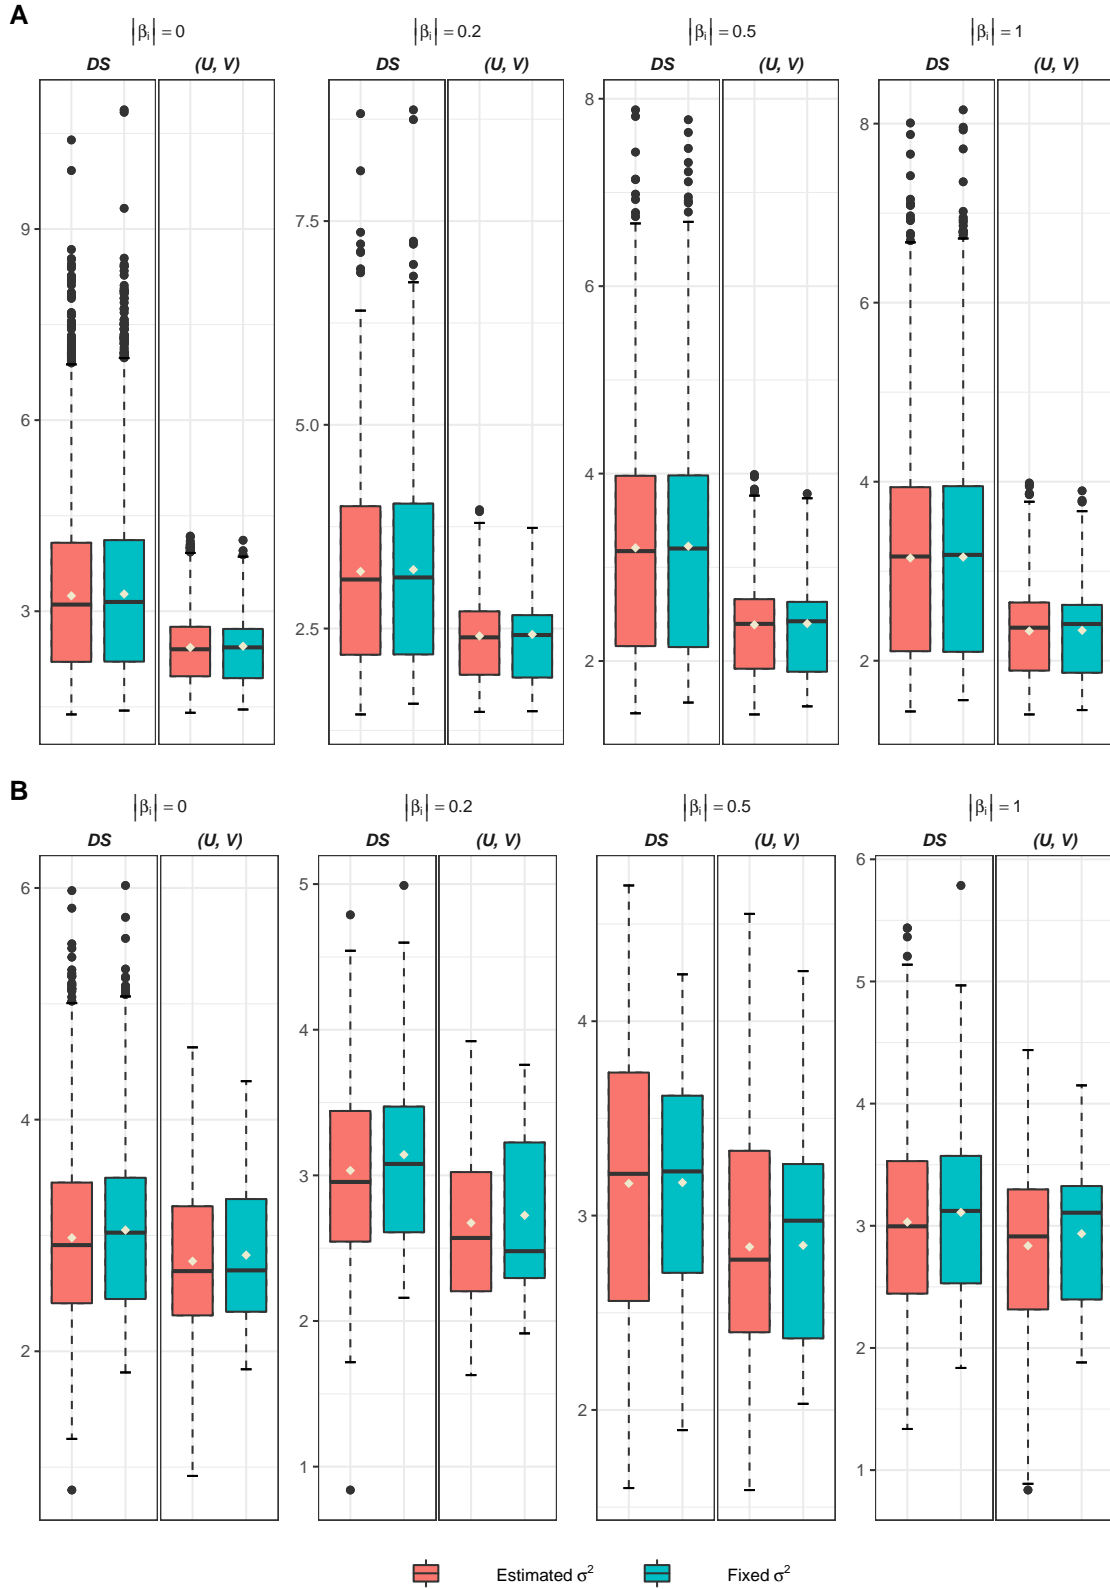 A
|βi| = 0
|βi| = 0.2
|βi| = 0.5
|βi| = 1
DS (U, V) DS (U, V) DS (U, V) DS (U, V)
9
6
3
7.5
5.0
2.5
8
6
4
2
8
6
4
2
B
|βi| = 0
|βi| = 0.2
|βi| = 0.5
|βi| = 1
DS (U, V) DS (U, V) DS (U, V) DS (U, V)
6
4
2
5
4
3
2
1
4
3
2
6
5
4
3
2
1
Estimated σ² Fixed σ²